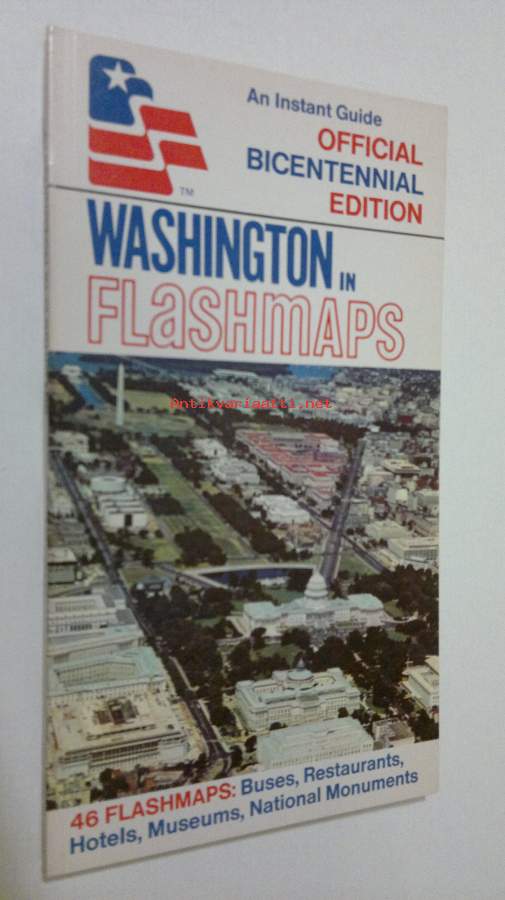 An Instant Guide
OFFICIAL
BICENTENNIAL
EDITION
TM
WASHINGTON IN
FLasHmaPS
Antikvariaatti.net
46 FLASHMAPS: Buses, Restaurants,
Hotels, Museums, National Monuments